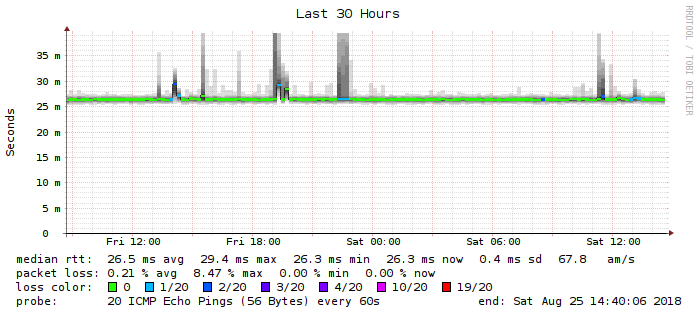 Last 30 Hours
RRDTOOL / TOBI OETIKER
Seconds
35 m
30 m
25 m
20 m
15 m
10 m
5 m
0
Fri 12:00 Fri 18:00 Sat 00:00 Sat 06:00 Sat 12:00
median rtt: 26.5 ms avg 29.4 ms max 26.3 ms min 26.3 ms now 0.4 ms sd 67.8 am/s
packet loss: 0.21 % avg 8.47 % max 0.00 % min 0.00 % now
loss color: 0 1/20 2/20 3/20 4/20 10/20 19/20
probe: 20 ICMP Echo Pings (56 Bytes) every 60s end: Sat Aug 25 14:40:06 2018